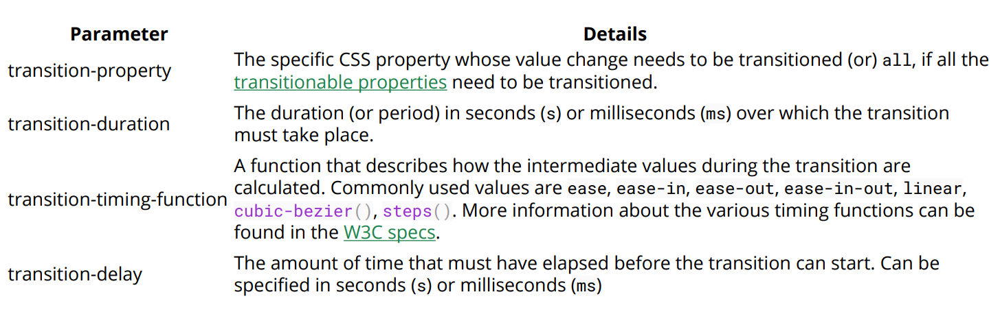 Parameter Details
transition-property
The specific CSS property whose value change needs to be transitioned (or) all, if all the
transitionable properties need to be transitioned.
transition-duration
The duration (or period) in seconds (s) or milliseconds (ms) over which the transition
must take place.
transition-timing-function
A function that describes how the intermediate values during the transition are
calculated. Commonly used values are ease, ease-in, ease-out, ease-in-out, linear,
cubic-bezier(), steps(). More information about the various timing functions can be
found in the W3C specs.
transition-delay
The amount of time that must have elapsed before the transition can start. Can be
specified in seconds (s) or milliseconds (ms)